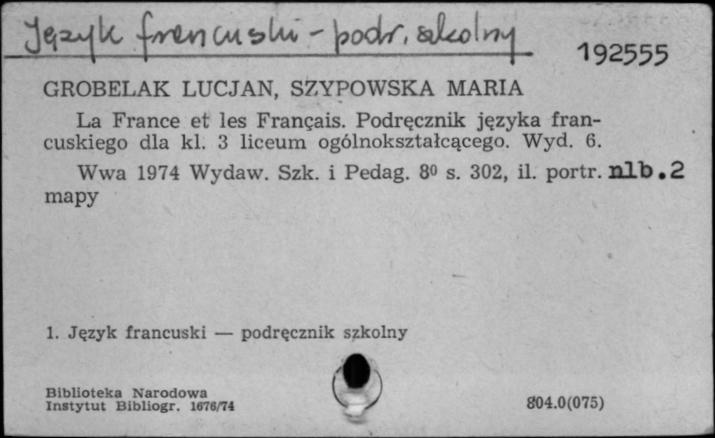 Język francuski - podr. szkolny
192555
GROBELAK LUCJAN, SZYPOWSKA MARIA
La France et les Français. Podręcznik języka fran-
cuskiego dla kl. 3 liceum ogólnokształcącego. Wyd. 6.
Wwa 1974 Wydaw. Szk. i Pedag. 8⁰ s. 302, il. portr. nlb.2
mapy
1. Język francuski — podręcznik szkolny
Biblioteka Narodowa
Instytut Bibliogr. 1676/74
804.0(075)